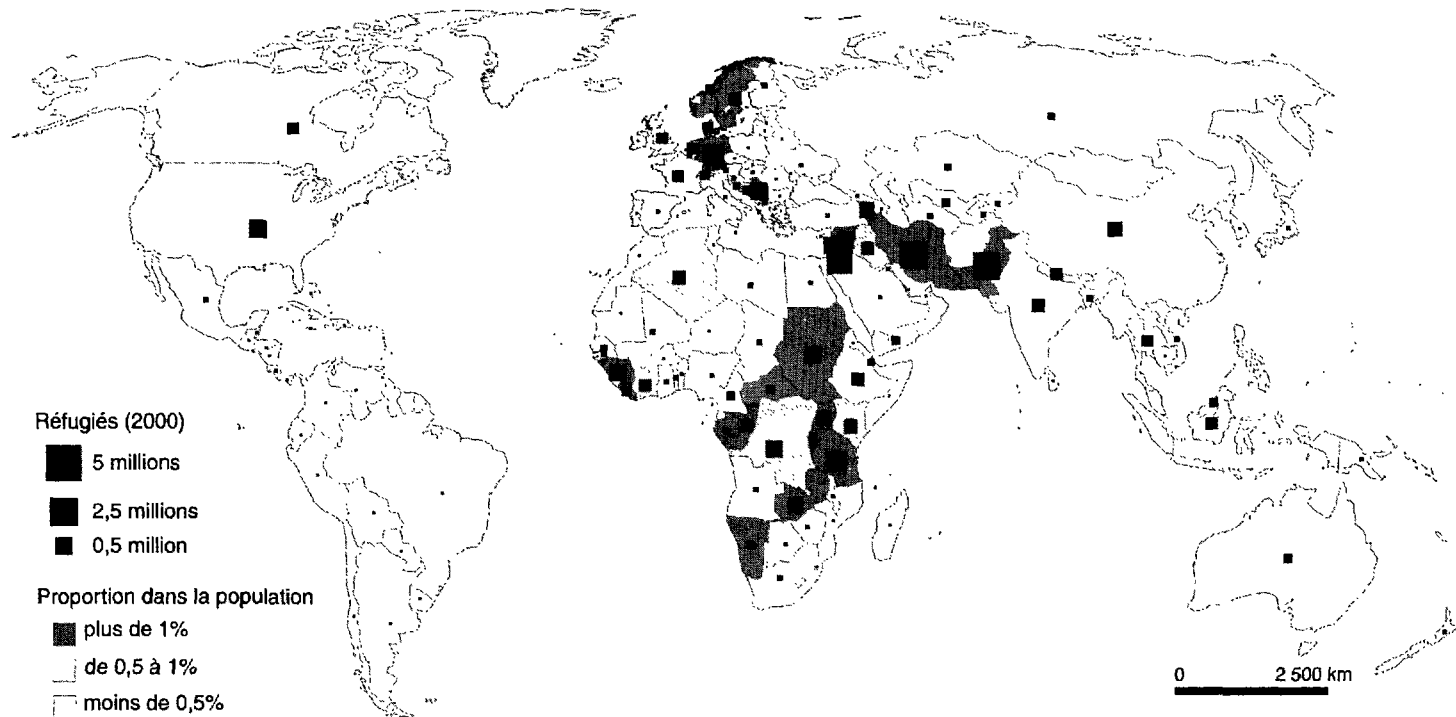 Réfugiés (2000)
5 millions
2,5 millions
0,5 million
Proportion dans la population
plus de 1%
de 0,5 à 1%
moins de 0,5%
0 2 500 km